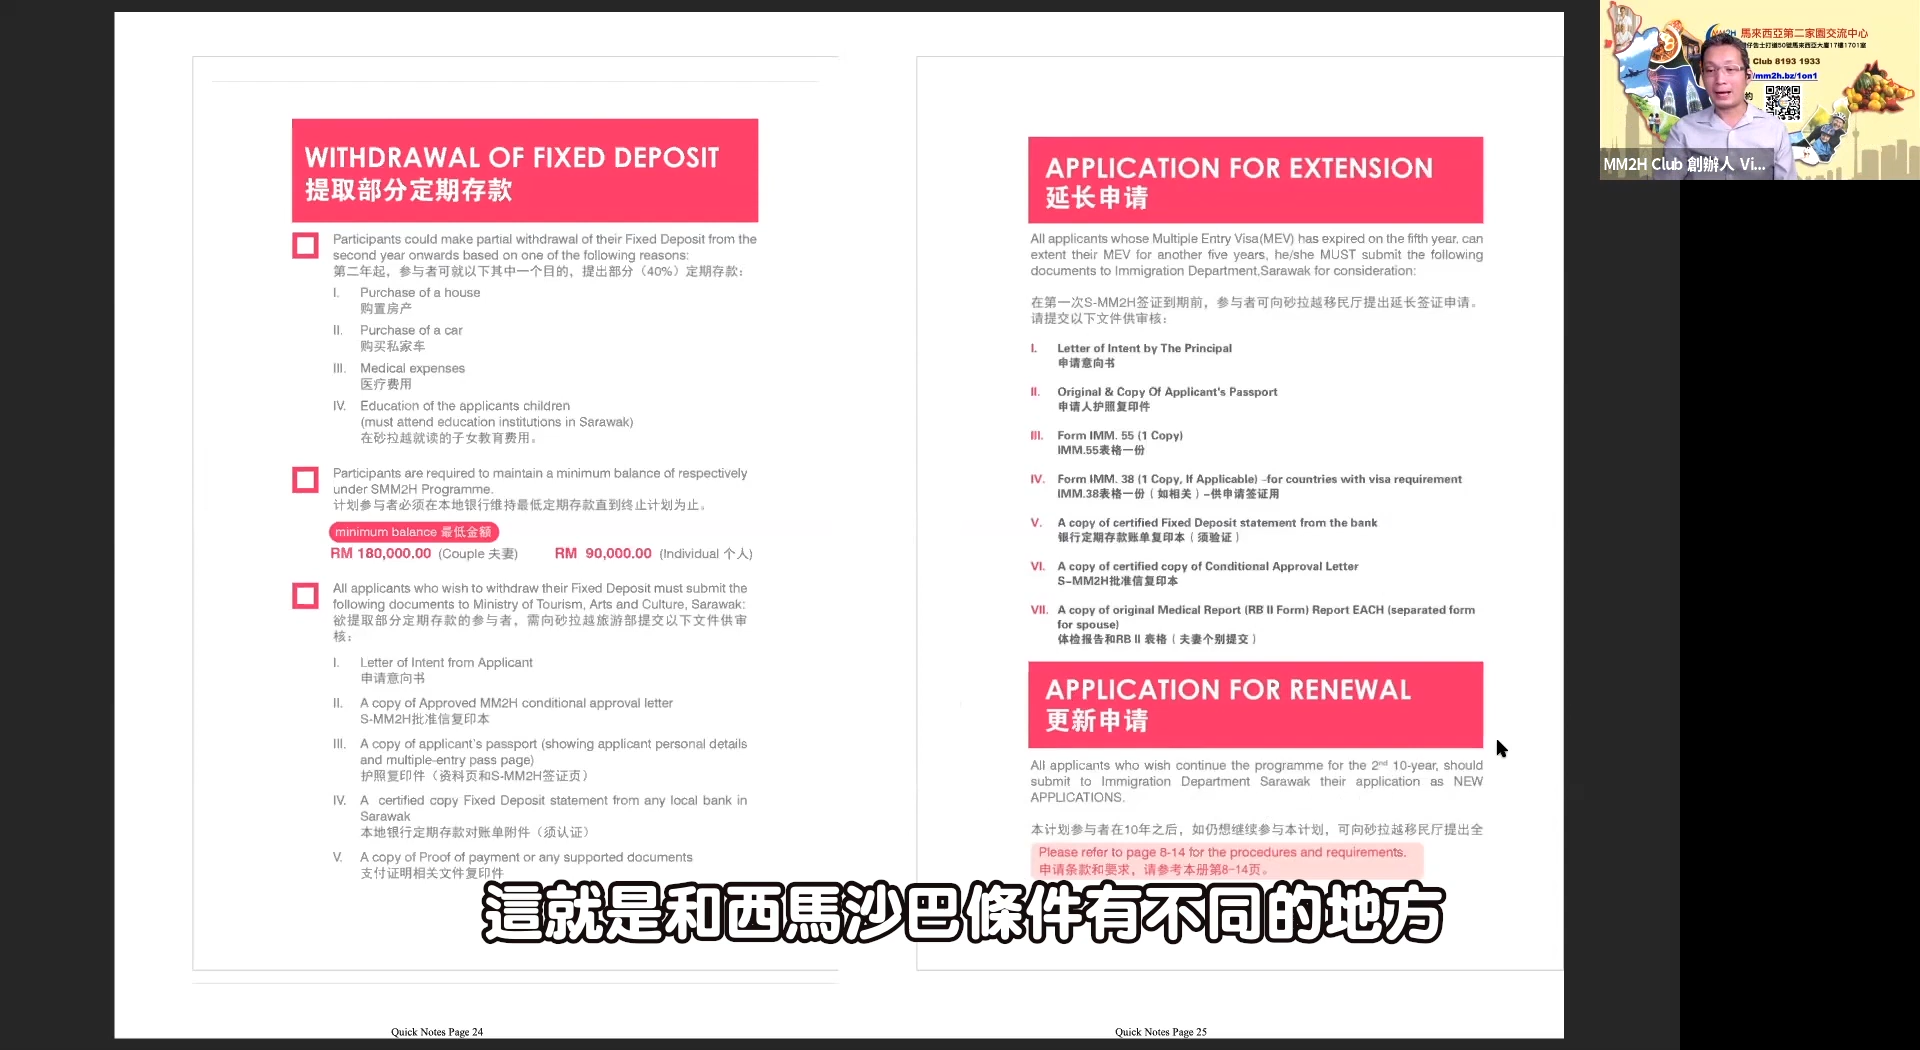 WITHDRAWAL OF FIXED DEPOSIT
提取部分定期存款
Participants could make partial withdrawal of their Fixed Deposit from the
second year onwards based on one of the following reasons:
第二年起，参与者可就以下其中一个目的，提出部分（40%）定期存款：
I. Purchase of a house
购置房产
II. Purchase of a car
购买私家车
III. Medical expenses
医疗费用
IV. Education of the applicants children
(must attend education institutions in Sarawak)
在砂拉越就读的子女教育费用。
Participants are required to maintain a minimum balance of respectively
under SMM2H Programme.
计划参与者必须在本地银行维持最低定期存款直到终止计划为止。
minimum balance 最低金额
RM 180,000.00 (Couple 夫妻) RM 90,000.00 (Individual 个人)
All applicants who wish to withdraw their Fixed Deposit must submit the
following documents to Ministry of Tourism, Arts and Culture, Sarawak:
欲提取部分定期存款的参与者，需向砂拉越旅游部提交以下文件供审
核：
I. Letter of Intent from Applicant
申请意向书
II. A copy of Approved MM2H conditional approval letter
S-MM2H批准信复印本
III. A copy of applicant's passport (showing applicant personal details
and multiple-entry pass page)
护照复印件（资料页和S-MM2H签证页）
IV. A certified copy Fixed Deposit statement from any local bank in
Sarawak
本地银行定期存款对账单附件（须认证）
V. A copy of Proof of payment or any supported documents
支付证明相关文件复印件
Quick Notes Page 24
APPLICATION FOR EXTENSION
延长申请
All applicants whose Multiple Entry Visa(MEV) has expired on the fifth year, can
extent their MEV for another five years, he/she MUST submit the following
documents to Immigration Department,Sarawak for consideration:
在第一次S-MM2H签证到期前，参与者可向砂拉越移民厅提出延长签证申请。
请提交以下文件供审核：
I. Letter of Intent by The Principal
申请意向书
II. Original & Copy Of Applicant's Passport
申请人护照复印件
III. Form IMM. 55 (1 Copy)
IMM.55表格一份
IV. Form IMM. 38 (1 Copy, If Applicable) –for countries with visa requirement
IMM.38表格一份（如相关）–供申请签证用
V. A copy of certified Fixed Deposit statement from the bank
银行定期存款账单复印本（须验证）
VI. A copy of certified copy of Conditional Approval Letter
S–MM2H批准信复印本
VII. A copy of original Medical Report (RB II Form) Report EACH (separated form
for spouse)
体检报告和RB II 表格（夫妻个别提交）
APPLICATION FOR RENEWAL
更新申请
All applicants who wish continue the programme for the 2nd 10-year, should
submit to Immigration Department Sarawak their application as NEW
APPLICATIONS.
本计划参与者在10年之后，如仍想继续参与本计划，可向砂拉越移民厅提出全
Please refer to page 8-14 for the procedures and requirements.
申请条款和要求，请参考本册第8–14页。
Quick Notes Page 25
這就是和西馬沙巴條件有不同的地方
馬來西亞第二家園交流中心
仔告士打道50號馬來西亞大廈17樓1701室
Club 8193 1933
/mm2h.bz/1on1
約
MM2H Club 創辦人 Vi...